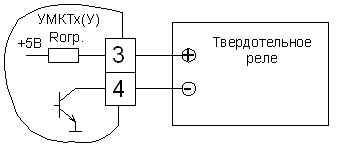 УМКТх(У)
+5В Rогр.
3
4
+
-
Твердотельное
реле